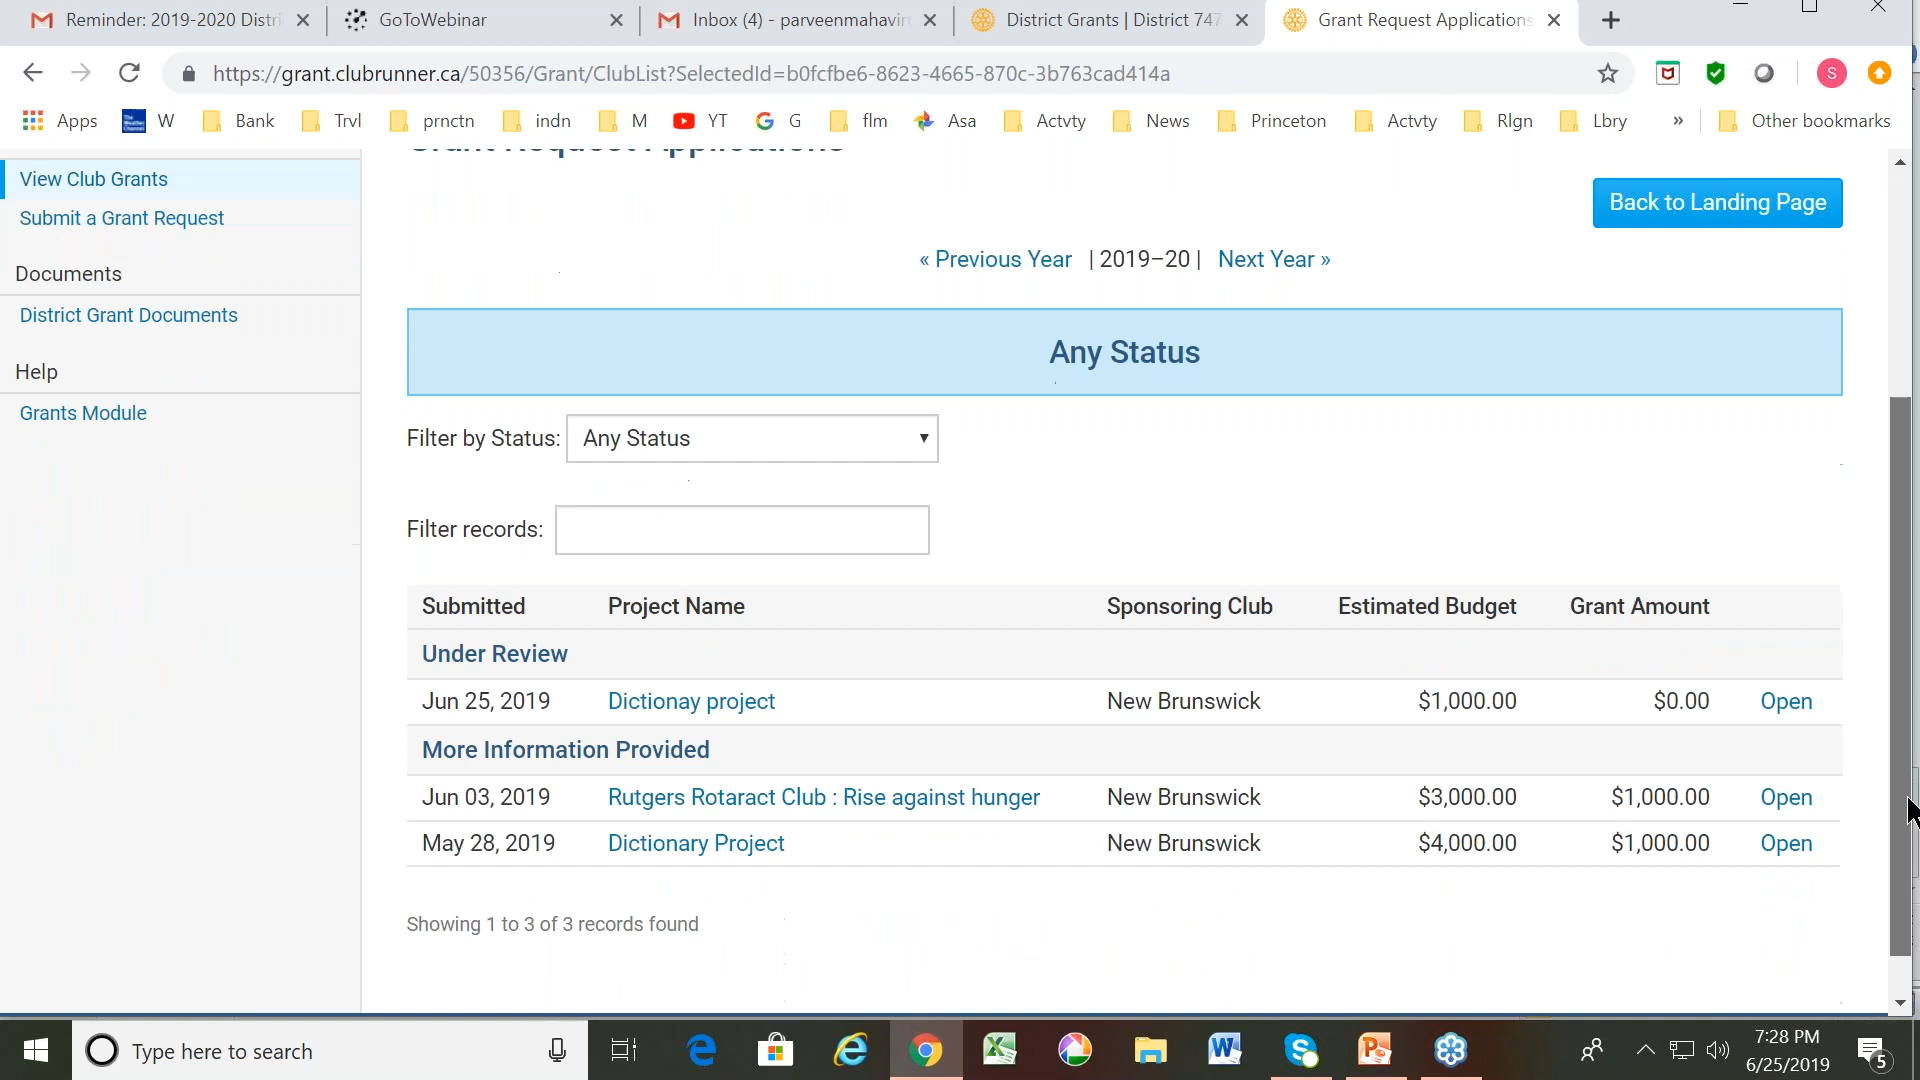 Reminder: 2019-2020 Distri
GoToWebinar
Inbox (4) - parveenmahavir
District Grants | District 747
Grant Request Applications
https://grant.clubrunner.ca/50356/Grant/ClubList?SelectedId=b0fcfbe6-8623-4665-870c-3b763cad414a
S
Apps W Bank Trvl prnctn indn M YT G flm Asa Actvty News Princeton Actvty Rlgn Lbry » Other bookmarks
Grant Request Applications
View Club Grants
Submit a Grant Request
Documents
District Grant Documents
Help
Grants Module
Back to Landing Page
« Previous Year | 2019–20 | Next Year »
Any Status
Filter by Status: Any Status
Filter records:
Submitted Project Name Sponsoring Club Estimated Budget Grant Amount
Under Review
Jun 25, 2019 Dictionay project New Brunswick $1,000.00 $0.00 Open
More Information Provided
Jun 03, 2019 Rutgers Rotaract Club : Rise against hunger New Brunswick $3,000.00 $1,000.00 Open
May 28, 2019 Dictionary Project New Brunswick $4,000.00 $1,000.00 Open
Showing 1 to 3 of 3 records found
Type here to search
7:28 PM
6/25/2019
5